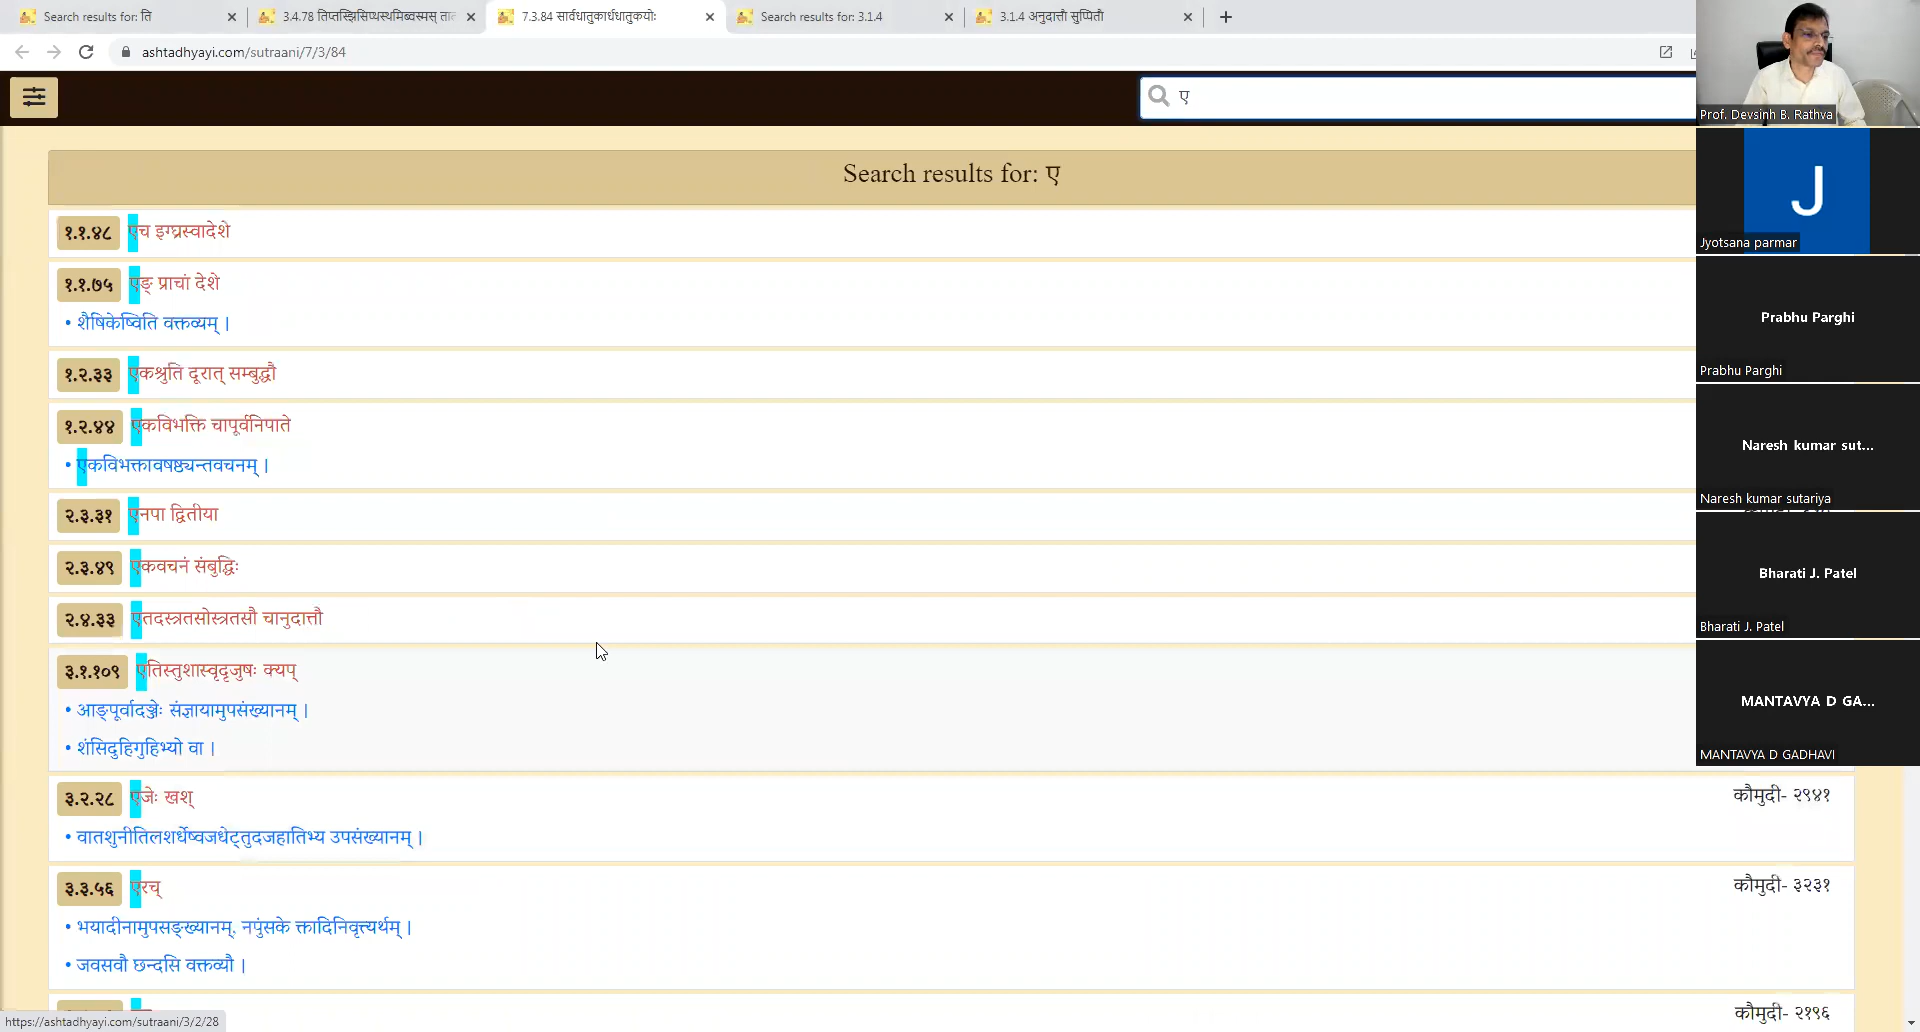 Search results for: ति
3.4.78 तिप्तस्झिसिप्थस्थमिब्वस्मस् ता
7.3.84 सार्वधातुकार्धधातुकयोः
Search results for: 3.1.4
3.1.4 अनुदात्तौ सुप्पितौ
ashtadhyayi.com/sutraani/7/3/84
ए
Search results for: ए
१.१.४८ एच इग्घ्रस्वादेशे
१.१.७५ एङ् प्राचां देशे
• शैषिकेष्विति वक्तव्यम् |
१.२.३३ एकश्रुति दूरात् सम्बुद्धौ
१.२.४४ एकविभक्ति चापूर्वनिपाते
• एकविभक्तावषष्ठ्यन्तवचनम् |
२.३.३१ एनपा द्वितीया
२.३.४९ एकवचनं संबुद्धिः
२.४.३३ एतदस्त्रतसोस्त्रतसौ चानुदात्तौ
३.१.१०९ एतिस्तुशास्वृदृजुषः क्यप्
• आङ्पूर्वादञ्जेः संज्ञायामुपसंख्यानम् |
• शंसिदुहिगुहिभ्यो वा |
३.२.२८ एजेः खश् कौमुदी- २९४१
• वातशुनीतिलशर्धेष्वजधेट्तुदजहातिभ्य उपसंख्यानम् |
३.३.५६ एरच् कौमुदी- ३२३१
• भयादीनामुपसङ्ख्यानम्, नपुंसके क्तादिनिवृत्त्यर्थम् |
• जवसवौ छन्दसि वक्तव्यौ |
कौमुदी- २१९६
https://ashtadhyayi.com/sutraani/3/2/28
Prof. Devsinh B. Rathva
J
Jyotsana parmar
Prabhu Parghi
Prabhu Parghi
Naresh kumar sut...
Naresh kumar sutariya
Bharati J. Patel
Bharati J. Patel
MANTAVYA D GA...
MANTAVYA D GADHAVI